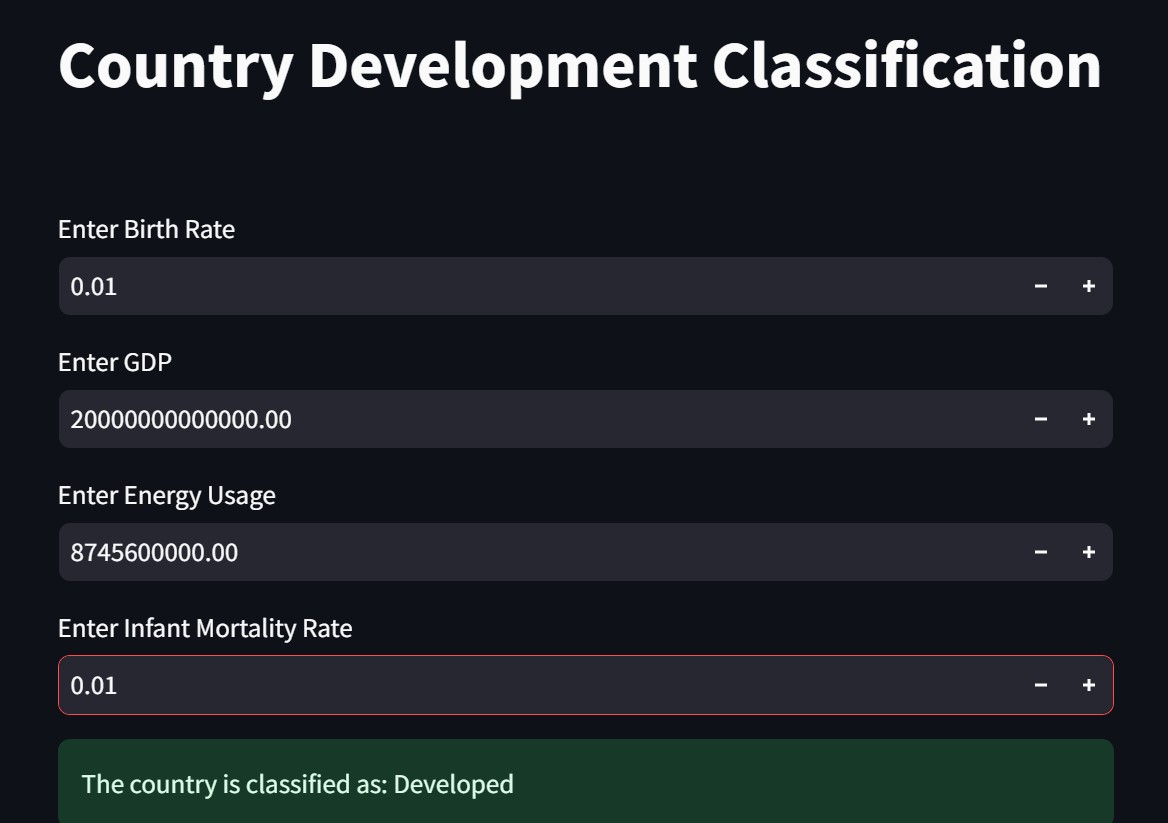 Country Development Classification
Enter Birth Rate
0.01
Enter GDP
20000000000000.00
Enter Energy Usage
8745600000.00
Enter Infant Mortality Rate
0.01
The country is classified as: Developed